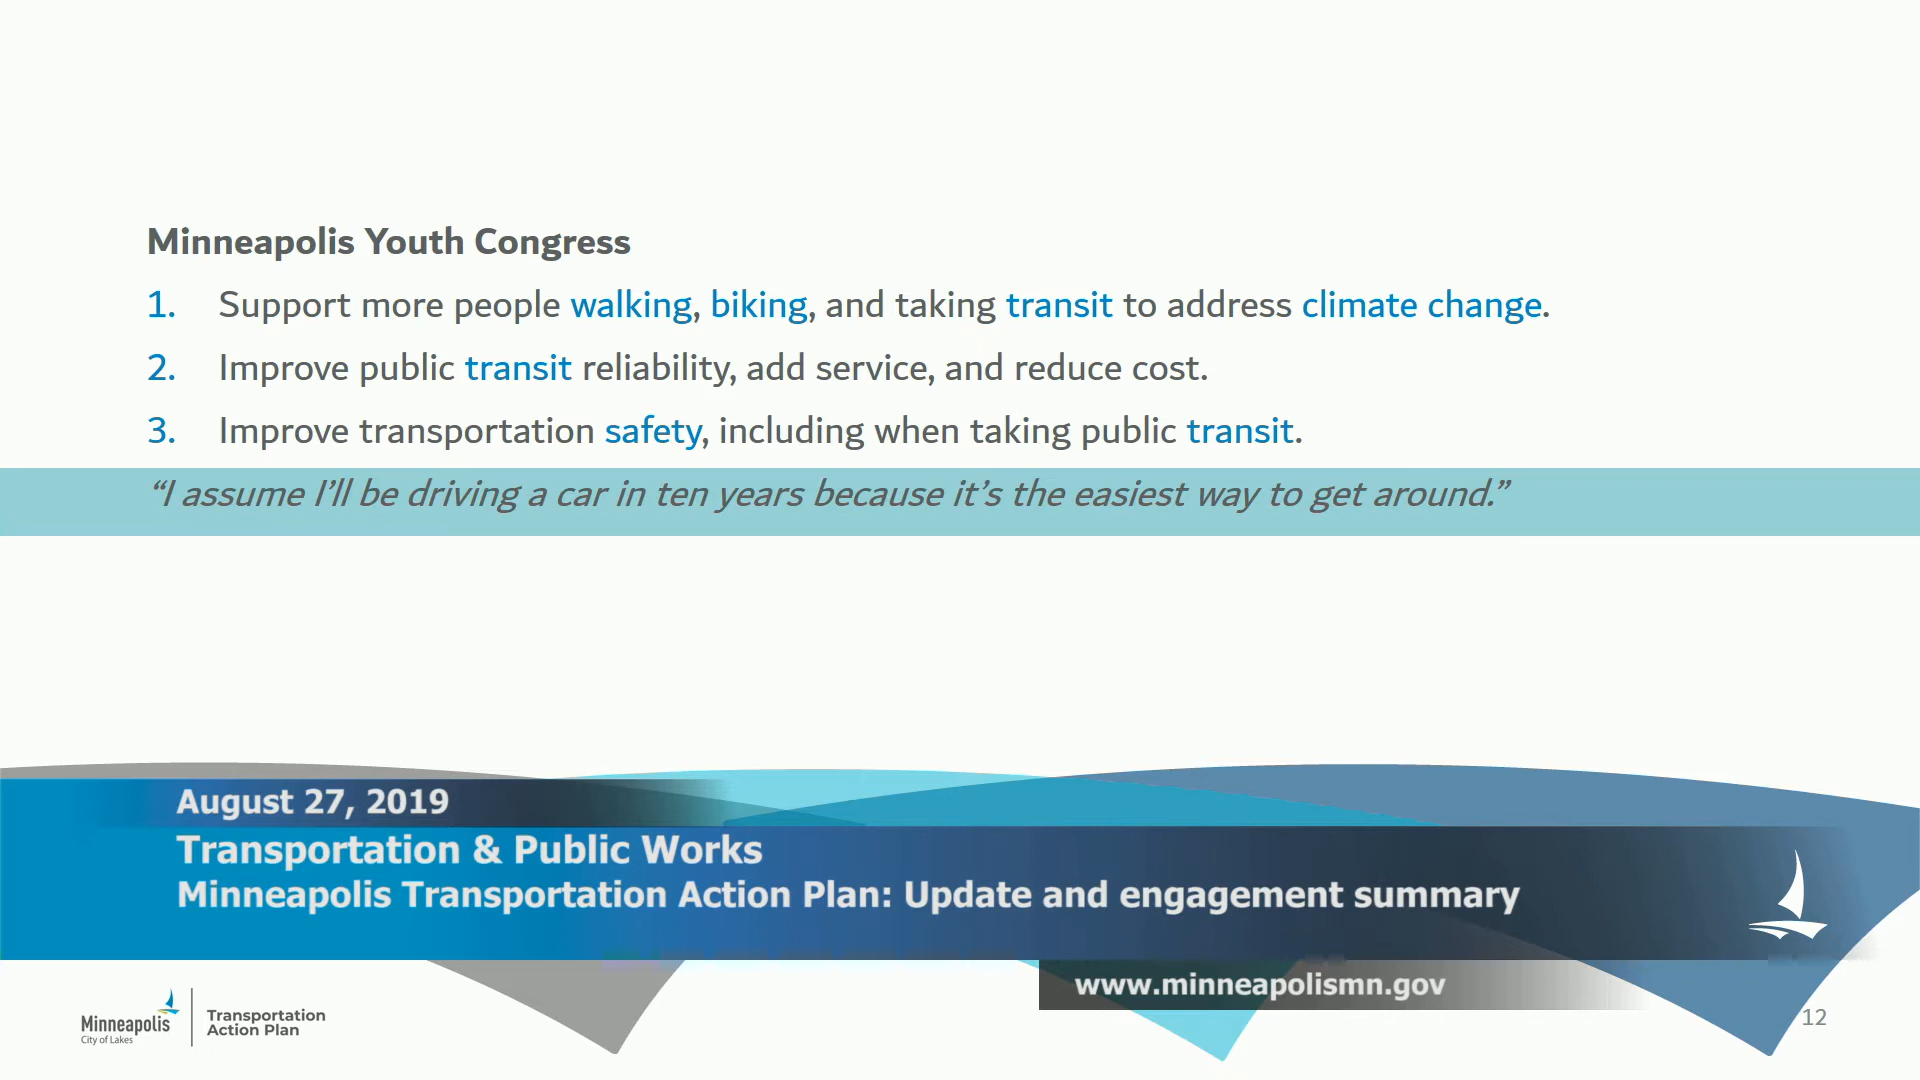 Minneapolis Youth Congress
1. Support more people walking, biking, and taking transit to address climate change.
2. Improve public transit reliability, add service, and reduce cost.
3. Improve transportation safety, including when taking public transit.
“I assume I’ll be driving a car in ten years because it’s the easiest way to get around.”
August 27, 2019
Transportation & Public Works
Minneapolis Transportation Action Plan: Update and engagement summary
www.minneapolismn.gov
Minneapolis
City of Lakes
Transportation
Action Plan
12